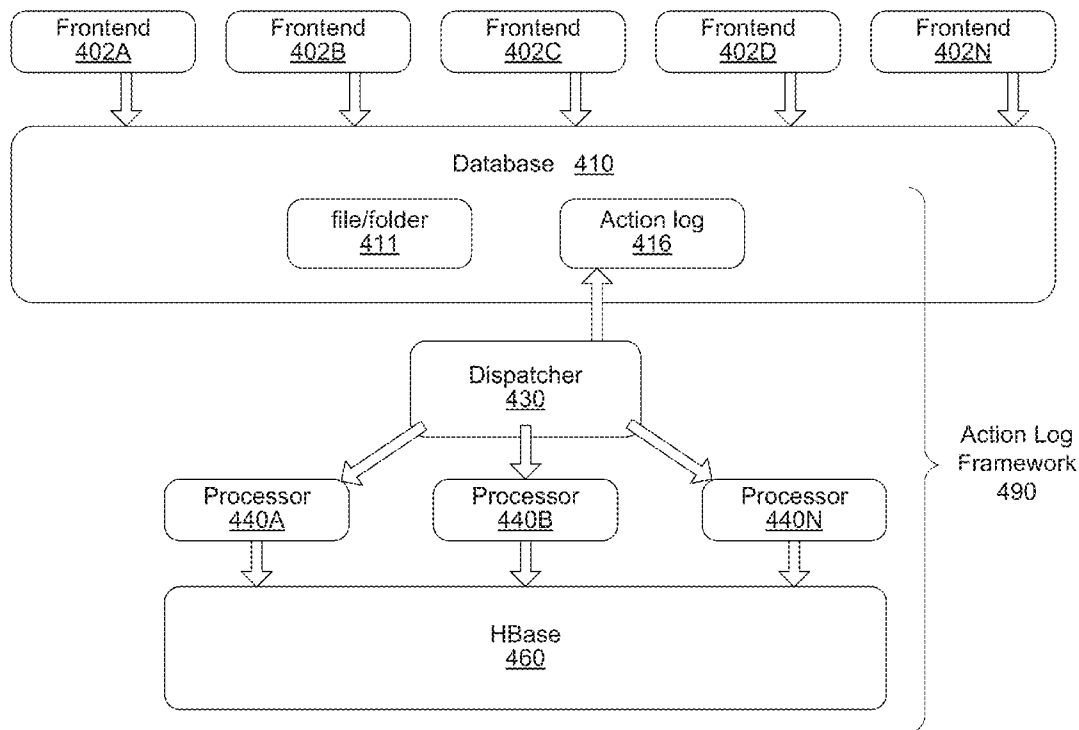 Frontend
402A
Frontend
402B
Frontend
402C
Frontend
402D
Frontend
402N
Database 410
file/folder
411
Action log
416
Dispatcher
430
Action Log
Framework
490
Processor
440A
Processor
440B
Processor
440N
HBase
460